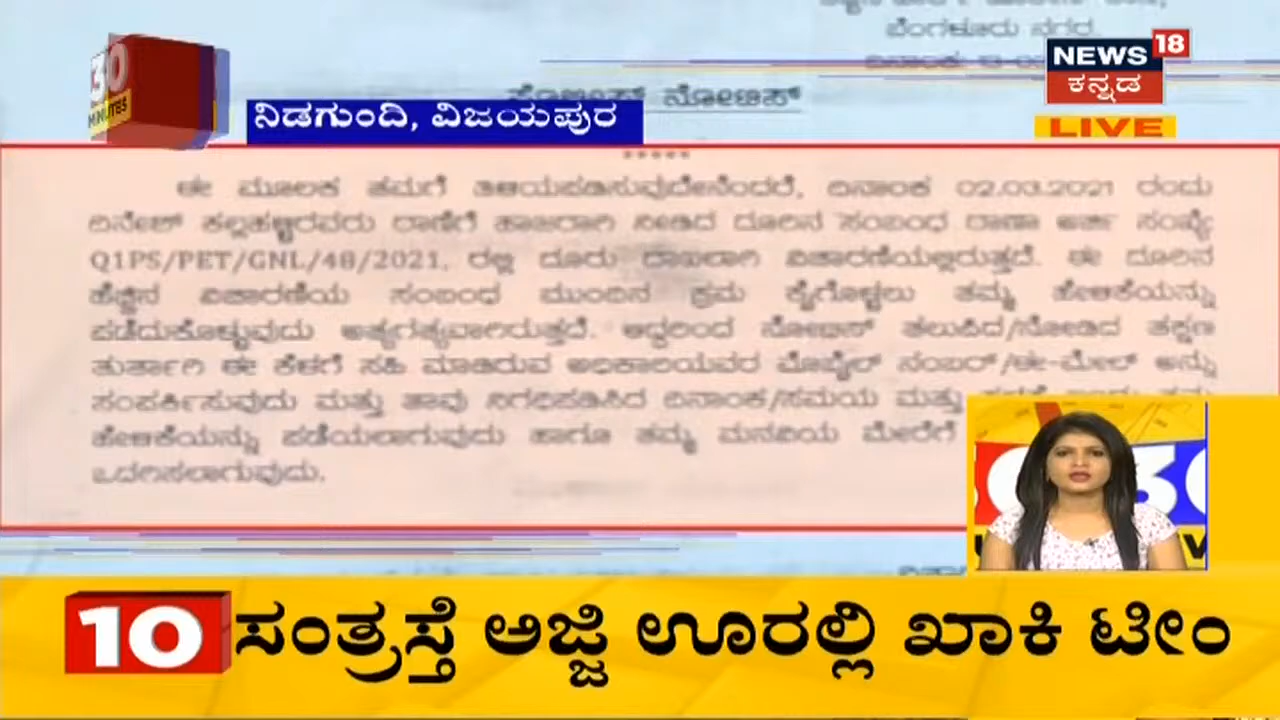 ಬೆಂಗಳೂರು ನಗರ.
30
MINUTES
NEWS
18
ಕನ್ನಡ
LIVE
ನಿಡಗುಂದಿ, ವಿಜಯಪುರ
ನೋಟಿಸ್
*****
ಈ ಮೂಲಕ ತಮಗೆ ತಿಳಿಯಪಡಿಸುವುದೇನೆಂದರೆ, ದಿನಾಂಕ 02.03.2021 ರಂದು
ದಿನೇಶ್ ಕಲ್ಲಹಳ್ಳಿರವರು ಠಾಣೆಗೆ ಹಾಜರಾಗಿ ನೀಡಿದ ದೂರಿನ ಸಂಬಂಧ ಠಾಣಾ ಅರ್ಜಿ ಸಂಖ್ಯೆ
Q1PS/PET/GNL/48/2021, ರಲ್ಲಿ ದೂರು ದಾಖಲಾಗಿ ವಿಚಾರಣೆಯಲ್ಲಿರುತ್ತದೆ. ಈ ದೂರಿನ
ಹೆಚ್ಚಿನ ವಿಚಾರಣೆಯ ಸಂಬಂಧ ಮುಂದಿನ ಕ್ರಮ ಕೈಗೊಳ್ಳಲು ತಮ್ಮ ಹೇಳಿಕೆಯನ್ನು
ಪಡೆದುಕೊಳ್ಳುವುದು ಅತ್ಯಗತ್ಯವಾಗಿರುತ್ತದೆ. ಆದ್ದರಿಂದ ನೋಟಿಸ್ ತಲುಪಿದ/ನೋಡಿದ ತಕ್ಷಣ
ತುರ್ತಾಗಿ ಈ ಕೆಳಗೆ ಸಹಿ ಮಾಡಿರುವ ಅಧಿಕಾರಿಯವರ ಮೊಬೈಲ್ ನಂಬರ್/ಈ-ಮೇಲ್ ಅನ್ನು
ಸಂಪರ್ಕಿಸುವುದು ಮತ್ತು ತಾವು ನಿಗಧಿಪಡಿಸಿದ ದಿನಾಂಕ/ಸಮಯ ಮತ್ತು
ಹೇಳಿಕೆಯನ್ನು ಪಡೆಯಲಾಗುವುದು ಹಾಗೂ ತಮ್ಮ ಮನವಿಯ ಮೇರೆಗೆ
ಒದಗಿಸಲಾಗುವುದು.
10 ಸಂತ್ರಸ್ತೆ ಅಜ್ಜಿ ಊರಲ್ಲಿ ಖಾಕಿ ಟೀಂ